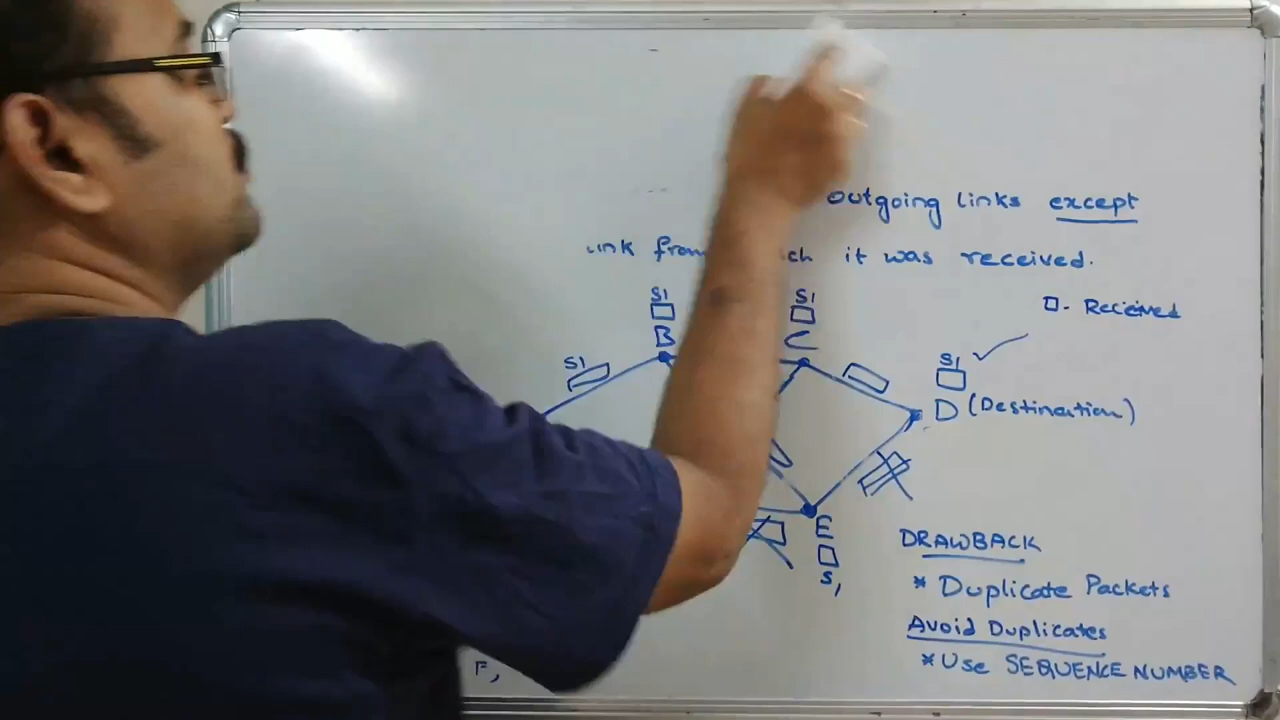 outgoing links except
link from it was received.
S1 S1
□ - Received
B C
S1
S1
D (Destination)
E
S1
DRAWBACK
* Duplicate Packets
Avoid Duplicates
* Use SEQUENCE NUMBER
F,